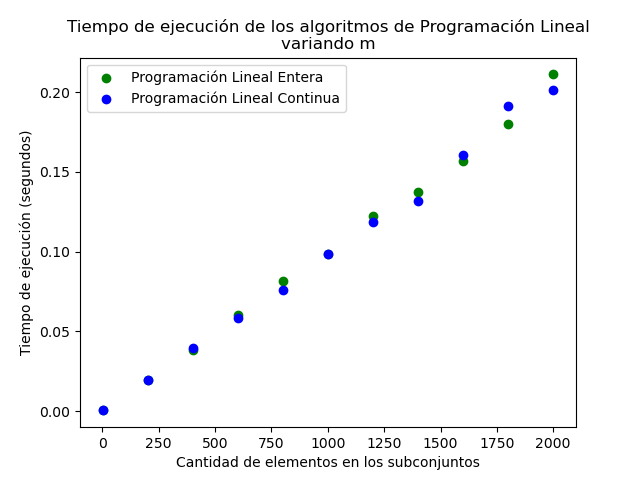 Tiempo de ejecución de los algoritmos de Programación Lineal
variando m
Programación Lineal Entera
Programación Lineal Continua
Tiempo de ejecución (segundos)
0.20
0.15
0.10
0.05
0.00
0 250 500 750 1000 1250 1500 1750 2000
Cantidad de elementos en los subconjuntos